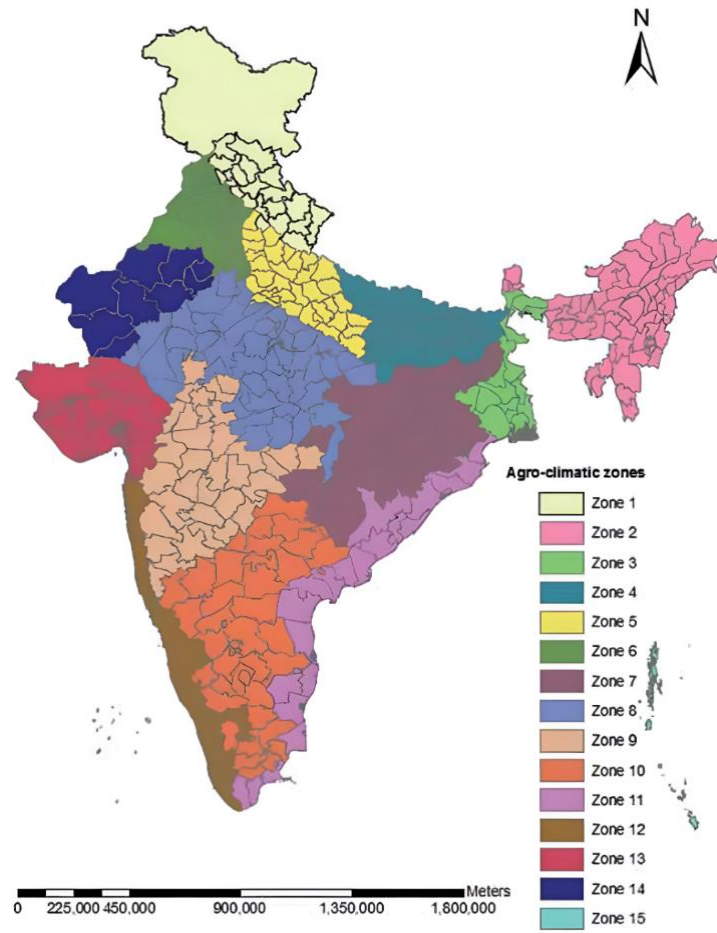 N
Agro-climatic zones
Zone 1
Zone 2
Zone 3
Zone 4
Zone 5
Zone 6
Zone 7
Zone 8
Zone 9
Zone 10
Zone 11
Zone 12
Zone 13
Zone 14
Zone 15
Meters
0 225,000 450,000 900,000 1,350,000 1,800,000